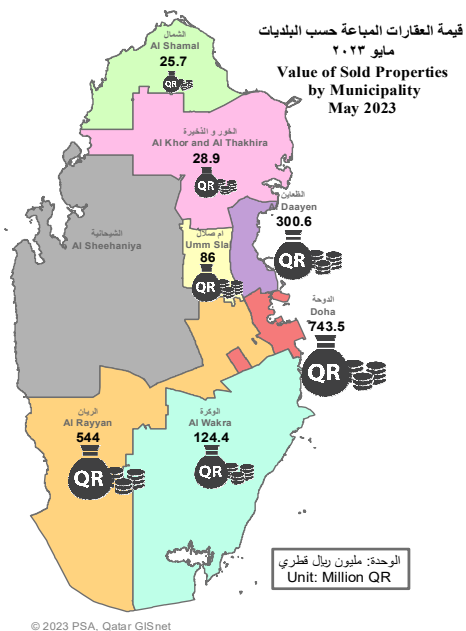 قيمة العقارات المباعة حسب البلديات
مايو ٢٠٢٣
Value of Sold Properties
by Municipality
May 2023
الشمال
Al Shamal
25.7
QR
الخور و الذخيرة
Al Khor and Al Thakhira
28.9
QR
الظعاين
Al Daayen
300.6
QR
الشيحانية
Al Sheehaniya
ام صلال
Umm Slal
86
QR
الدوحة
Doha
743.5
QR
الريان
Al Rayyan
544
QR
الوكرة
Al Wakra
124.4
QR
الوحدة: مليون ريال قطري
Unit: Million QR
© 2023 PSA, Qatar GISnet